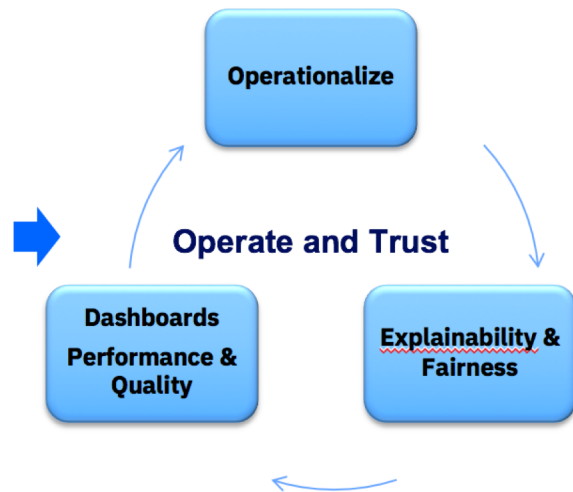 Operationalize
Operate and Trust
Dashboards
Performance &
Quality
Explainability &
Fairness